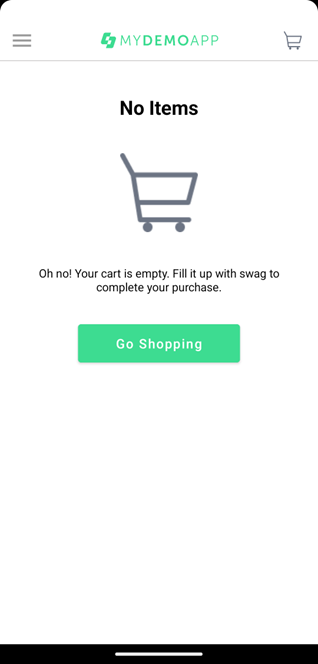 MYDEMOAPP
No Items
Oh no! Your cart is empty. Fill it up with swag to
complete your purchase.
Go Shopping